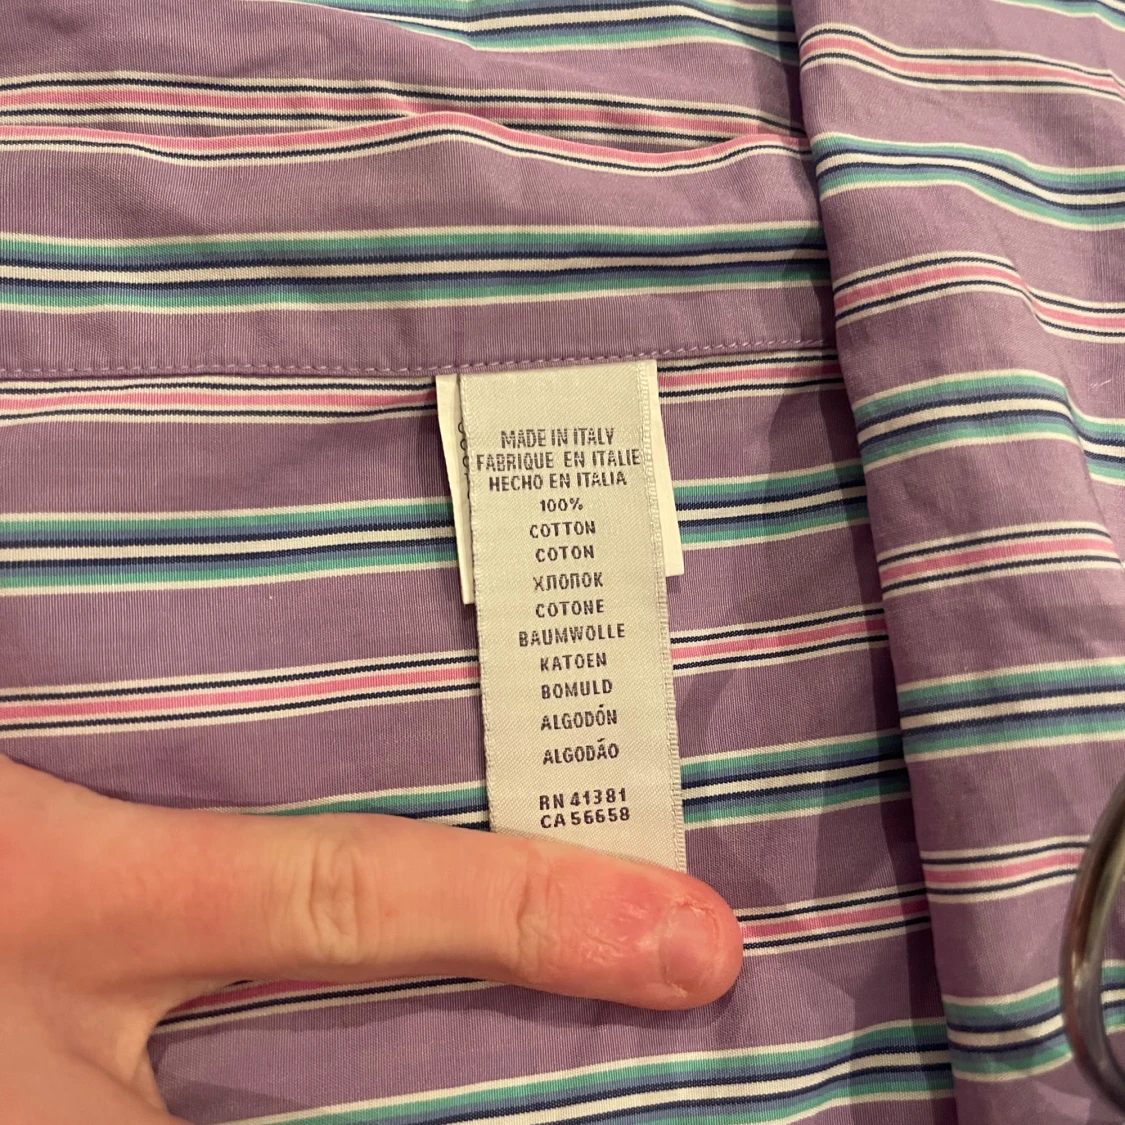 MADE IN ITALY
FABRIQUE EN ITALIE
HECHO EN ITALIA
100%
COTTON
COTON
ХЛОПОК
COTONE
BAUMWOLLE
KATOEN
BOMULD
ALGODÓN
ALGODÃO
RN 41381
CA 56658